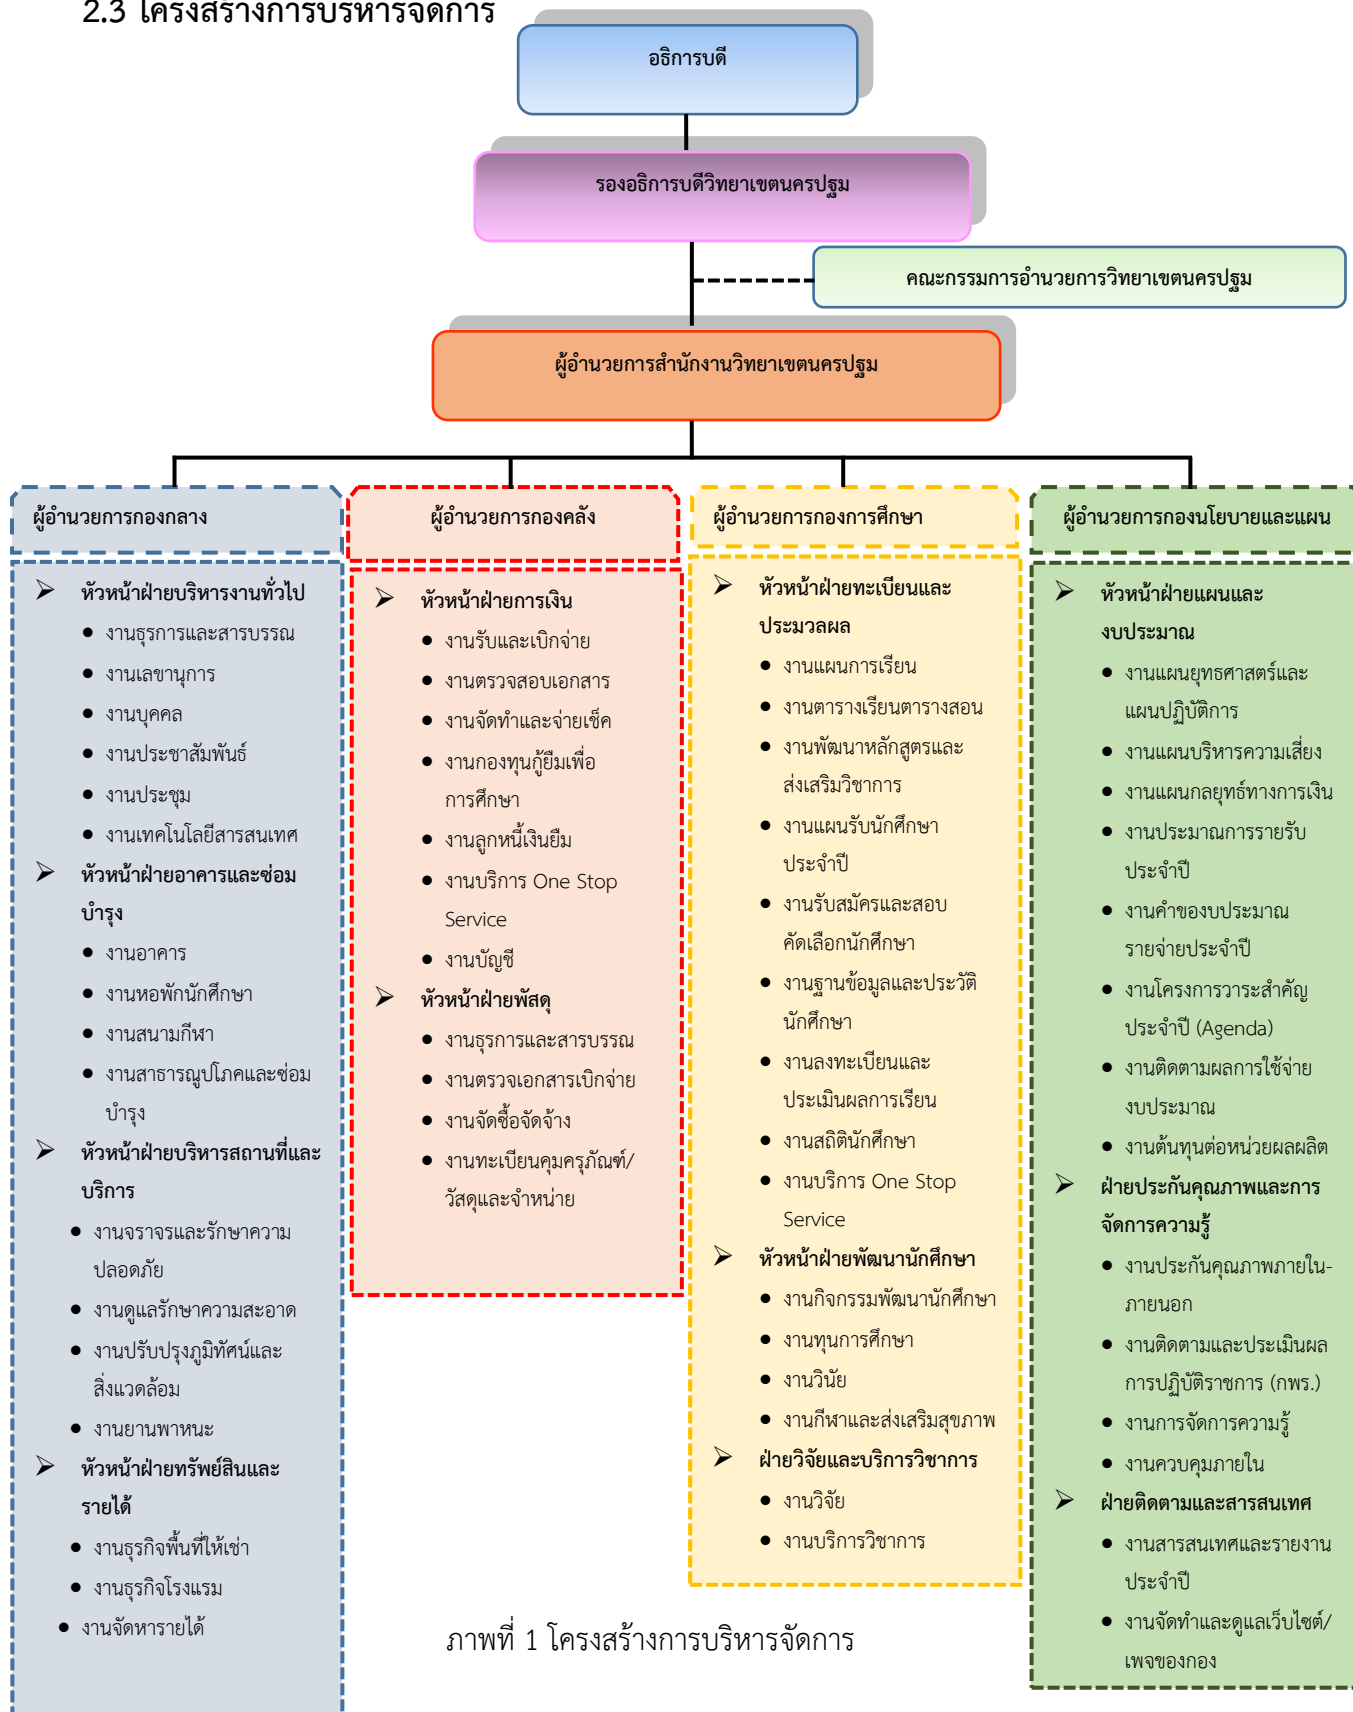 2.3 โครงสร้างการบริหารจัดการ
อธิการบดี
รองอธิการบดีวิทยาเขตนครปฐม
คณะกรรมการอำนวยการวิทยาเขตนครปฐม
ผู้อำนวยการสำนักงานวิทยาเขตนครปฐม
ผู้อำนวยการกองกลาง
➢ หัวหน้าฝ่ายบริหารงานทั่วไป
• งานธุรการและสารบรรณ
• งานเลขานุการ
• งานบุคคล
• งานประชาสัมพันธ์
• งานประชุม
• งานเทคโนโลยีสารสนเทศ
➢ หัวหน้าฝ่ายอาคารและซ่อม
บำรุง
• งานอาคาร
• งานหอพักนักศึกษา
• งานสนามกีฬา
• งานสาธารณูปโภคและซ่อม
บำรุง
➢ หัวหน้าฝ่ายบริหารสถานที่และ
บริการ
• งานจราจรและรักษาความ
ปลอดภัย
• งานดูแลรักษาความสะอาด
• งานปรับปรุงภูมิทัศน์และ
สิ่งแวดล้อม
• งานยานพาหนะ
➢ หัวหน้าฝ่ายทรัพย์สินและ
รายได้
• งานธุรกิจพื้นที่ให้เช่า
• งานธุรกิจโรงแรม
• งานจัดหารายได้
ผู้อำนวยการกองคลัง
➢ หัวหน้าฝ่ายการเงิน
• งานรับและเบิกจ่าย
• งานตรวจสอบเอกสาร
• งานจัดทำและจ่ายเช็ค
• งานกองทุนกู้ยืมเพื่อ
การศึกษา
• งานลูกหนี้เงินยืม
• งานบริการ One Stop
Service
• งานบัญชี
➢ หัวหน้าฝ่ายพัสดุ
• งานธุรการและสารบรรณ
• งานตรวจเอกสารเบิกจ่าย
• งานจัดซื้อจัดจ้าง
• งานทะเบียนคุมครุภัณฑ์/
วัสดุและจำหน่าย
ผู้อำนวยการกองการศึกษา
➢ หัวหน้าฝ่ายทะเบียนและ
ประมวลผล
• งานแผนการเรียน
• งานตารางเรียนตารางสอน
• งานพัฒนาหลักสูตรและ
ส่งเสริมวิชาการ
• งานแผนรับนักศึกษา
ประจำปี
• งานรับสมัครและสอบ
คัดเลือกนักศึกษา
• งานฐานข้อมูลและประวัติ
นักศึกษา
• งานลงทะเบียนและ
ประเมินผลการเรียน
• งานสถิตินักศึกษา
• งานบริการ One Stop
Service
➢ หัวหน้าฝ่ายพัฒนานักศึกษา
• งานกิจกรรมพัฒนานักศึกษา
• งานทุนการศึกษา
• งานวินัย
• งานกีฬาและส่งเสริมสุขภาพ
➢ ฝ่ายวิจัยและบริการวิชาการ
• งานวิจัย
• งานบริการวิชาการ
ผู้อำนวยการกองนโยบายและแผน
➢ หัวหน้าฝ่ายแผนและ
งบประมาณ
• งานแผนยุทธศาสตร์และ
แผนปฏิบัติการ
• งานแผนบริหารความเสี่ยง
• งานแผนกลยุทธ์ทางการเงิน
• งานประมาณการรายรับ
ประจำปี
• งานคำของบประมาณ
รายจ่ายประจำปี
• งานโครงการวาระสำคัญ
ประจำปี (Agenda)
• งานติดตามผลการใช้จ่าย
งบประมาณ
• งานต้นทุนต่อหน่วยผลผลิต
➢ ฝ่ายประกันคุณภาพและการ
จัดการความรู้
• งานประกันคุณภาพภายใน-
ภายนอก
• งานติดตามและประเมินผล
การปฏิบัติราชการ (กพร.)
• งานการจัดการความรู้
• งานควบคุมภายใน
➢ ฝ่ายติดตามและสารสนเทศ
• งานสารสนเทศและรายงาน
ประจำปี
• งานจัดทำและดูแลเว็บไซต์/
เพจของกอง
ภาพที่ 1 โครงสร้างการบริหารจัดการ